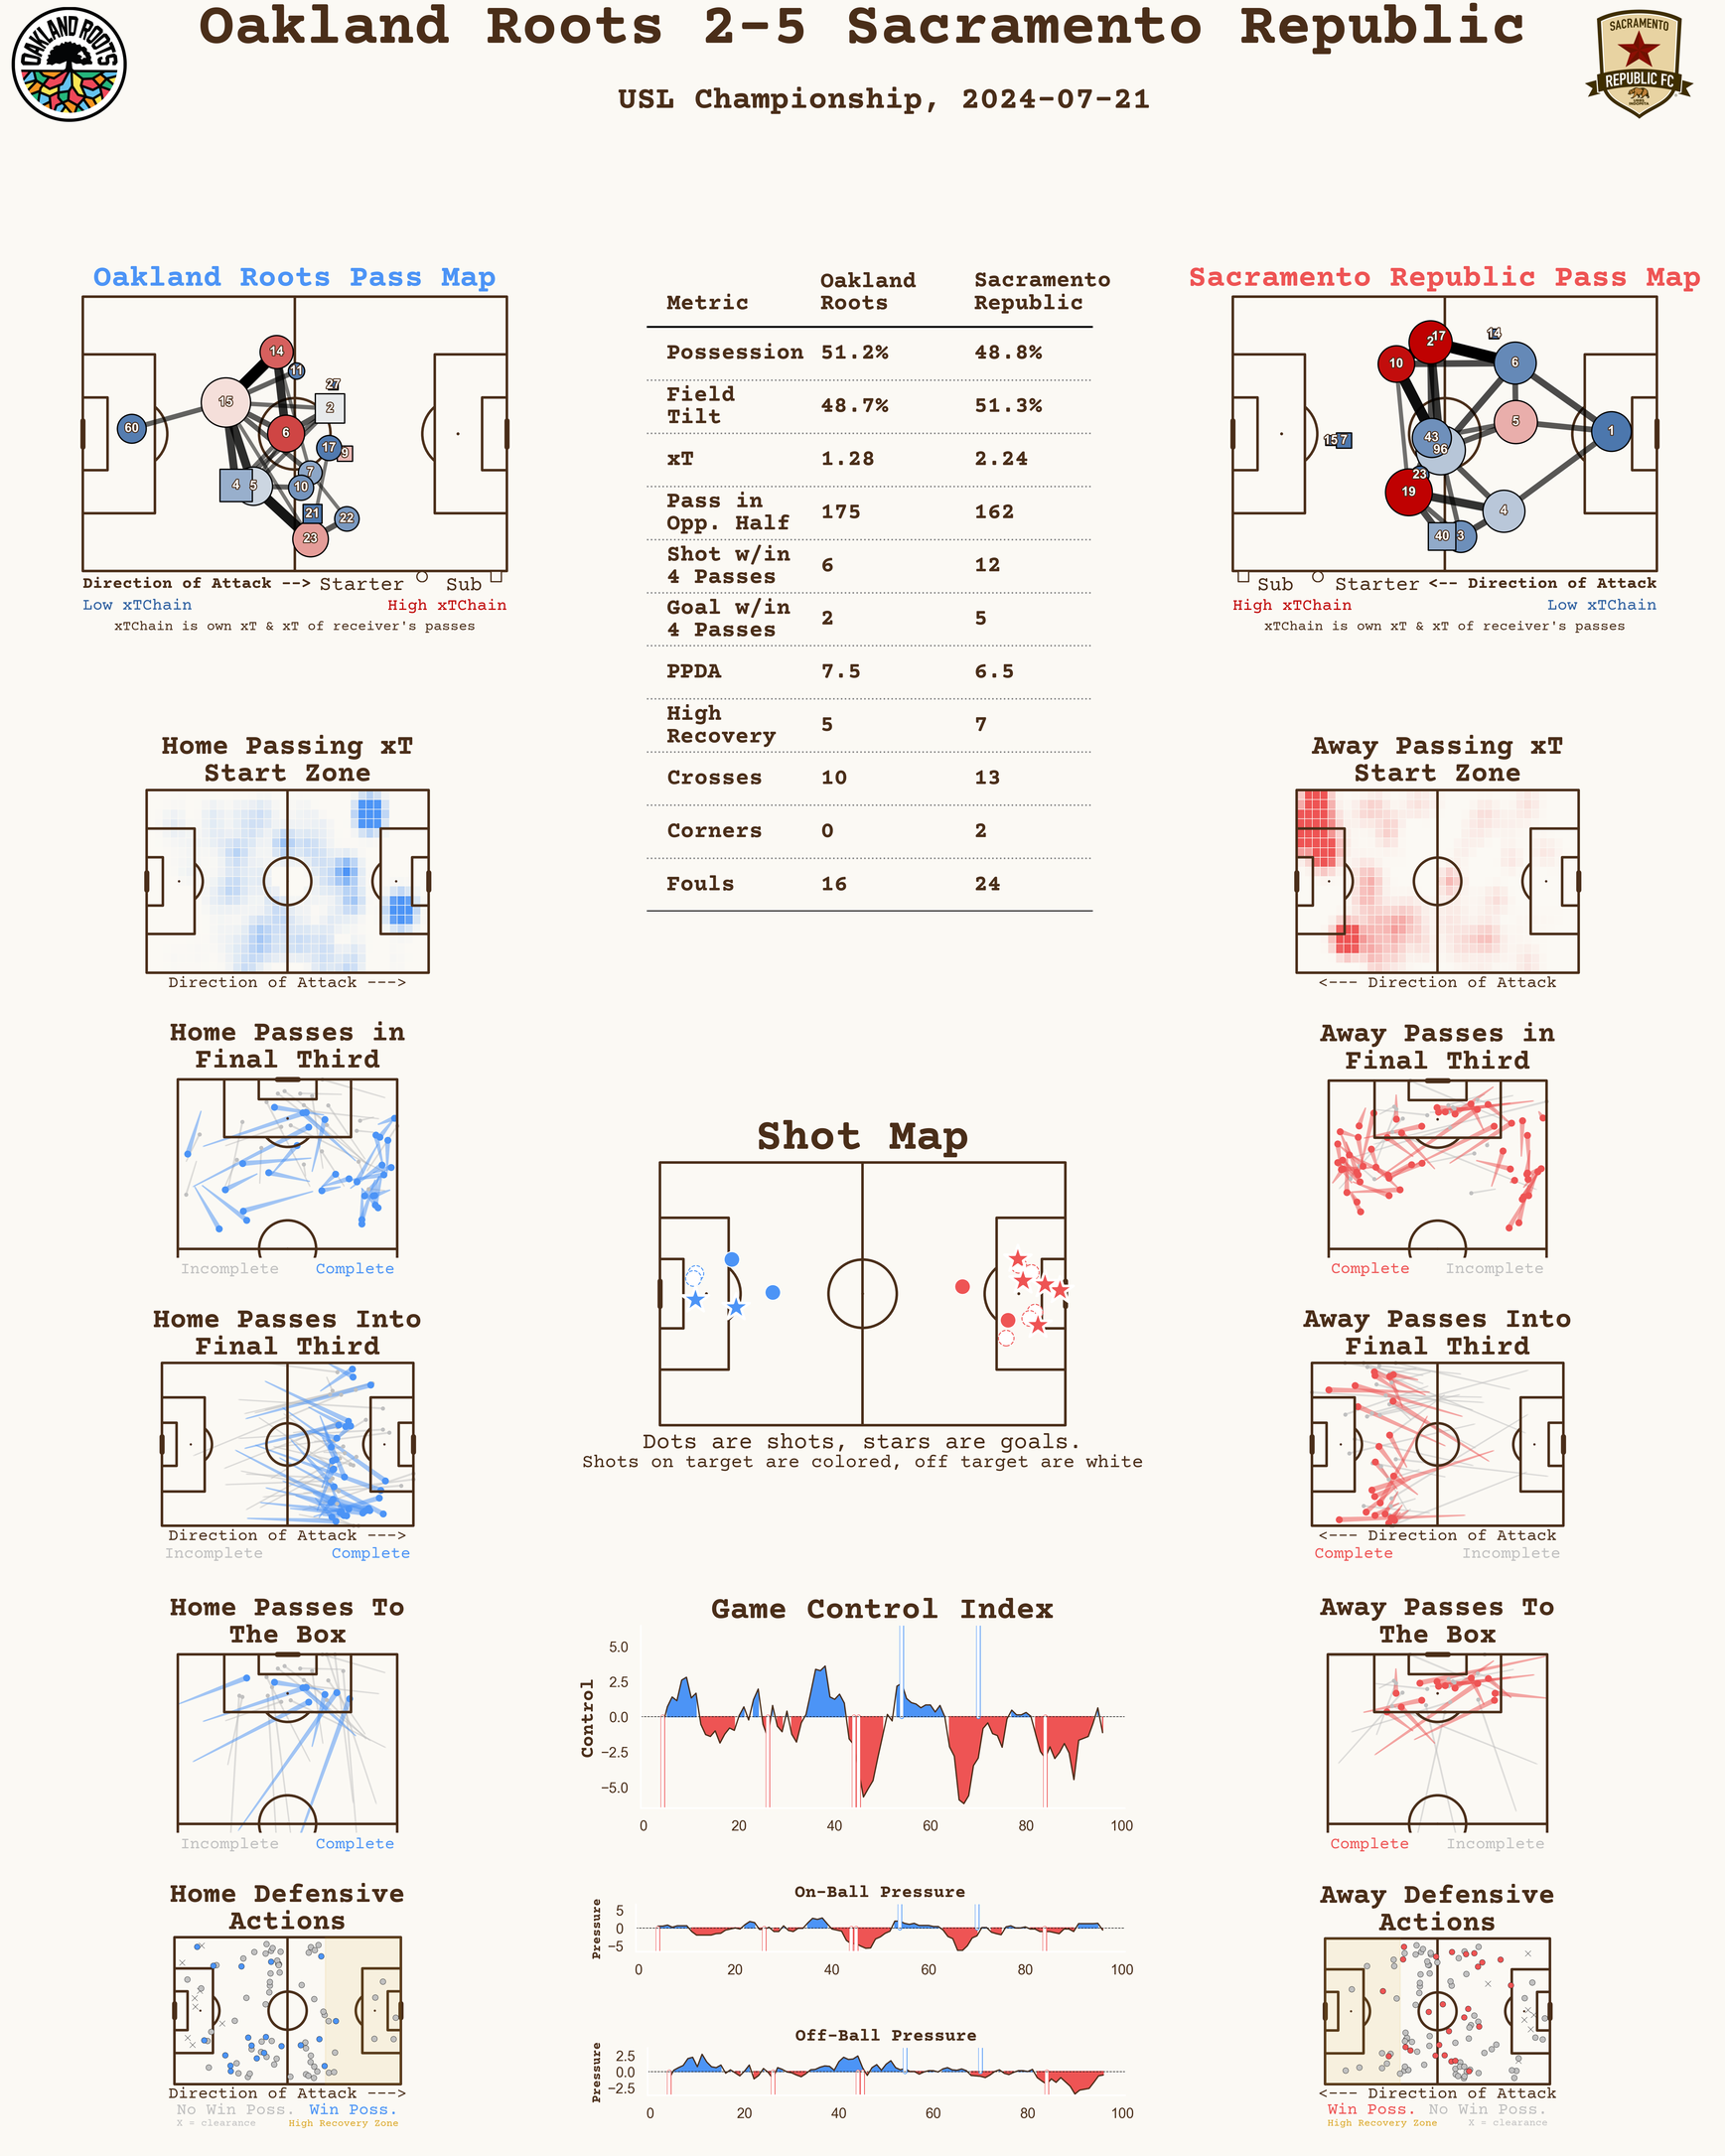 Oakland Roots 2-5 Sacramento Republic
USL Championship, 2024-07-21
OAKLAND ROOTS
SACRAMENTO
REPUBLIC FC
Oakland Roots Pass Map
14
11
27
15
2
60
6
17
9
7
4
5
10
21
22
23
Direction of Attack --> Starter Sub
Low xTChain High xTChain
xTChain is own xT & xT of receiver's passes
Metric Oakland Roots Sacramento Republic
Possession 51.2% 48.8%
Field Tilt 48.7% 51.3%
xT 1.28 2.24
Pass in Opp. Half 175 162
Shot w/in 4 Passes 6 12
Goal w/in 4 Passes 2 5
PPDA 7.5 6.5
High Recovery 5 7
Crosses 10 13
Corners 0 2
Fouls 16 24
Sacramento Republic Pass Map
14
2
17
10
6
5
1
15
7
43
96
23
19
4
40
3
Sub Starter <-- Direction of Attack
High xTChain Low xTChain
xTChain is own xT & xT of receiver's passes
Home Passing xT
Start Zone
Direction of Attack --->
Away Passing xT
Start Zone
<--- Direction of Attack
Home Passes in
Final Third
Incomplete Complete
Away Passes in
Final Third
Complete Incomplete
Shot Map
Dots are shots, stars are goals.
Shots on target are colored, off target are white
Home Passes Into
Final Third
Direction of Attack --->
Incomplete Complete
Away Passes Into
Final Third
<--- Direction of Attack
Complete Incomplete
Home Passes To
The Box
Incomplete Complete
Game Control Index
Control
5.0
2.5
0.0
−2.5
−5.0
0 20 40 60 80 100
Away Passes To
The Box
Complete Incomplete
Home Defensive
Actions
Direction of Attack --->
No Win Poss. Win Poss.
X = clearance High Recovery Zone
On-Ball Pressure
Pressure
5
0
−5
0 20 40 60 80 100
Off-Ball Pressure
Pressure
2.5
0.0
−2.5
0 20 40 60 80 100
Away Defensive
Actions
<--- Direction of Attack
Win Poss. No Win Poss.
High Recovery Zone X = clearance